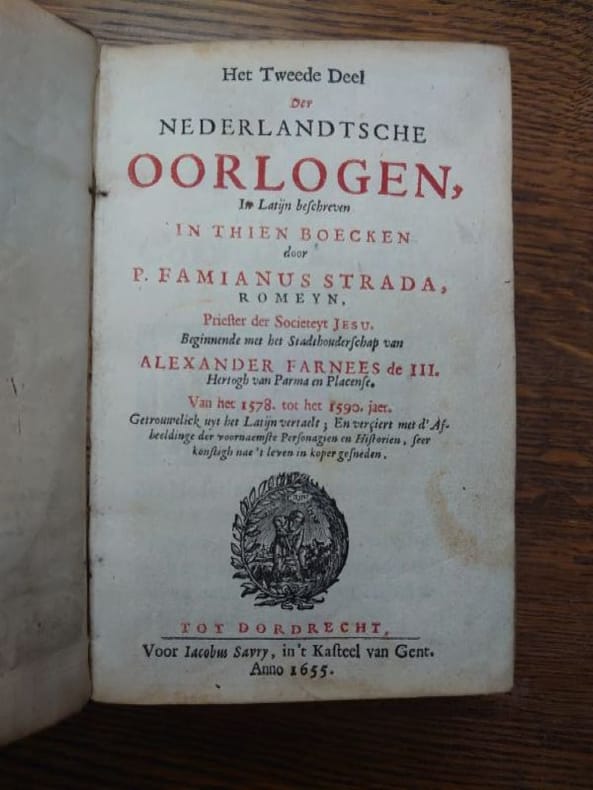 Het Tweede Deel
Der
NEDERLANDTSCHE
OORLOGEN,
In Latijn beſchreven
IN THIEN BOECKEN
door
P. FAMIANUS STRADA,
ROMEYN,
Prieſter der Societeyt JESU.
Beginnende met het Stadthouderſchap van
ALEXANDER FARNEES de III.
Hertogh van Parma en Placenſe.
Van het 1578. tot het 1590. jaer.
Getrouwelick uyt het Latijn vertaelt; En verçiert met d'Af-
beeldinge der voornaemſte Perſonagien en Hiſtorien, ſeer
konſtigh nae't leven in koper geſneden.
TOT DORDRECHT,
Voor Iacobus Savry, in't Kaſteel van Gent.
Anno 1655.